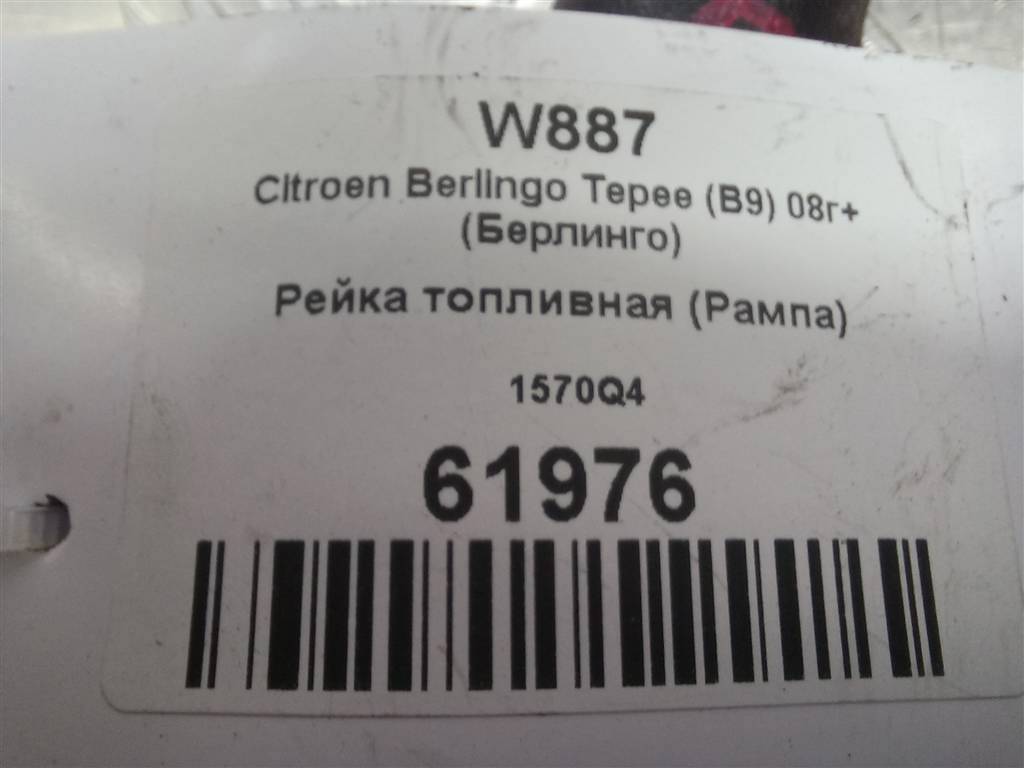 W887
Citroen Berlingo Tepee (B9) 08г+
(Берлинго)
Рейка топливная (Рампа)
1570Q4
61976